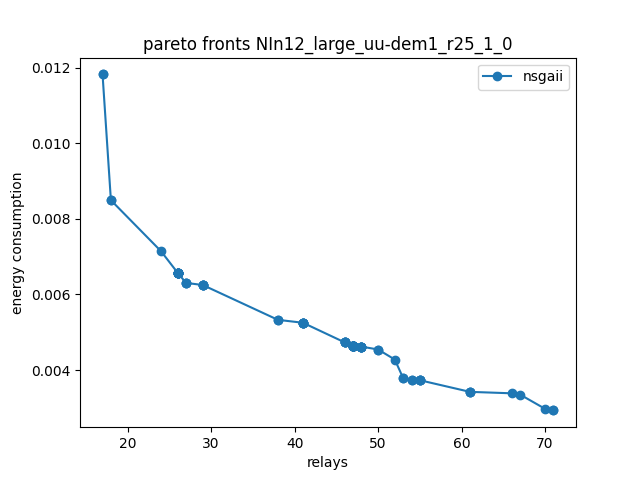 pareto fronts NIn12_large_uu-dem1_r25_1_0
nsgaii
0.012
0.010
0.008
0.006
0.004
energy consumption
20 30 40 50 60 70
relays